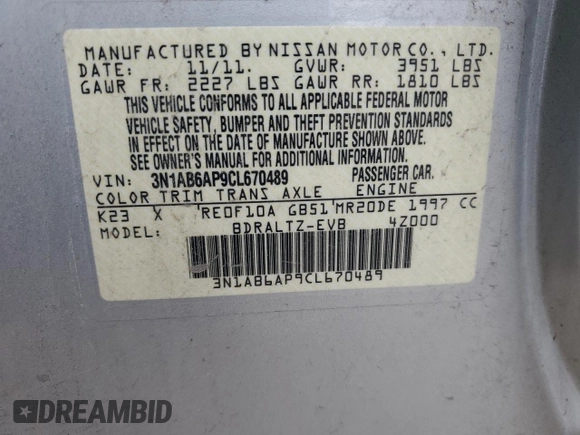 MANUFACTURED BY NISSAN MOTOR CO., LTD.
DATE: 11/11. GVWR: 3951 LBS
GAWR FR: 2227 LBS GAWR RR: 1810 LBS
THIS VEHICLE CONFORMS TO ALL APPLICABLE FEDERAL MOTOR
VEHICLE SAFETY, BUMPER AND THEFT PREVENTION STANDARDS
IN EFFECT ON THE DATE OF MANUFACTURE SHOWN ABOVE.
SEE OWNER'S MANUAL FOR ADDITIONAL INFORMATION.
VIN: 3N1AB6AP9CL670489 PASSENGER CAR.
COLOR TRIM TRANS AXLE ENGINE
K23 X RE0F10A GB51 MR20DE 1997 CC
BDRALTZ-EVB 4Z000
3N1AB6AP9CL670489
DREAMBID